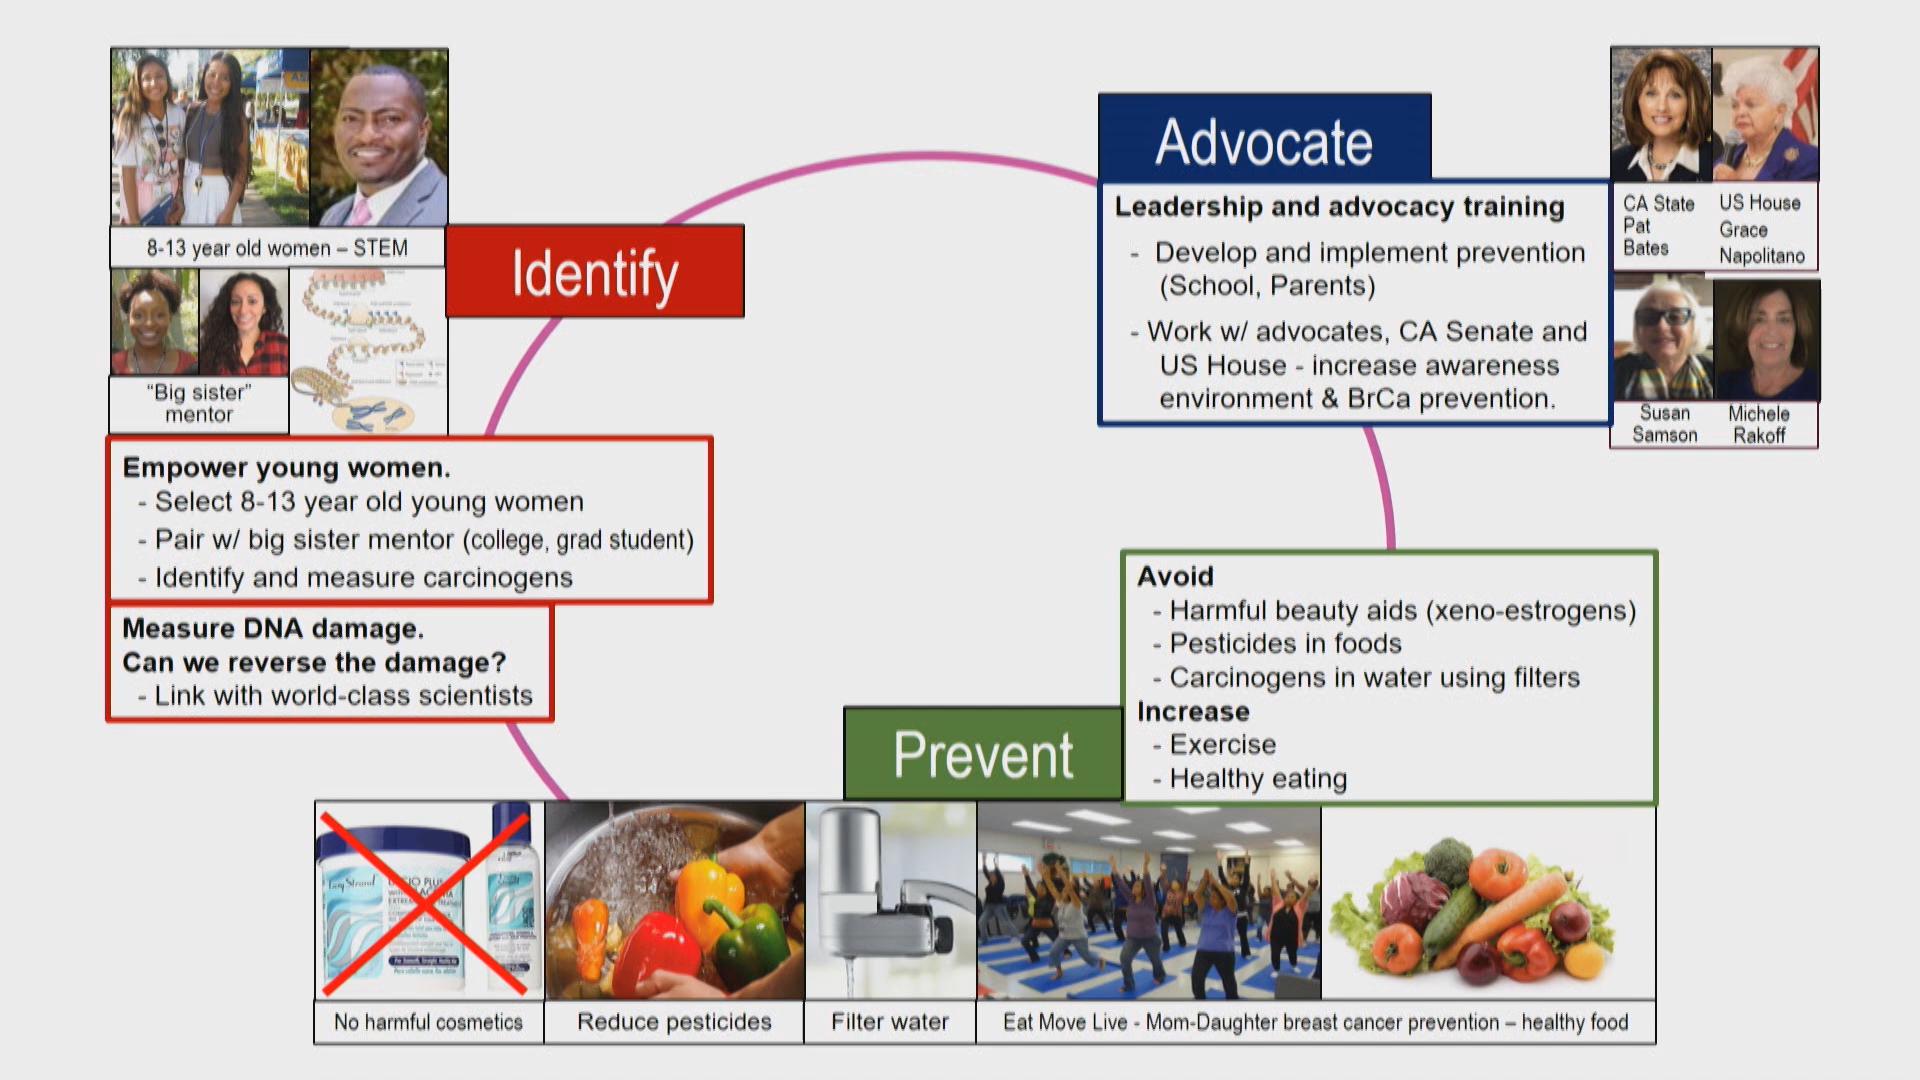 8-13 year old women – STEM
“Big sister”
mentor
Identify
Empower young women.
- Select 8-13 year old young women
- Pair w/ big sister mentor (college, grad student)
- Identify and measure carcinogens
Measure DNA damage.
Can we reverse the damage?
- Link with world-class scientists
Advocate
Leadership and advocacy training
- Develop and implement prevention
(School, Parents)
- Work w/ advocates, CA Senate and
US House - increase awareness
environment & BrCa prevention.
CA State
Pat
Bates
US House
Grace
Napolitano
Susan
Samson
Michele
Rakoff
Prevent
Avoid
- Harmful beauty aids (xeno-estrogens)
- Pesticides in foods
- Carcinogens in water using filters
Increase
- Exercise
- Healthy eating
No harmful cosmetics
Reduce pesticides
Filter water
Eat Move Live - Mom-Daughter breast cancer prevention – healthy food